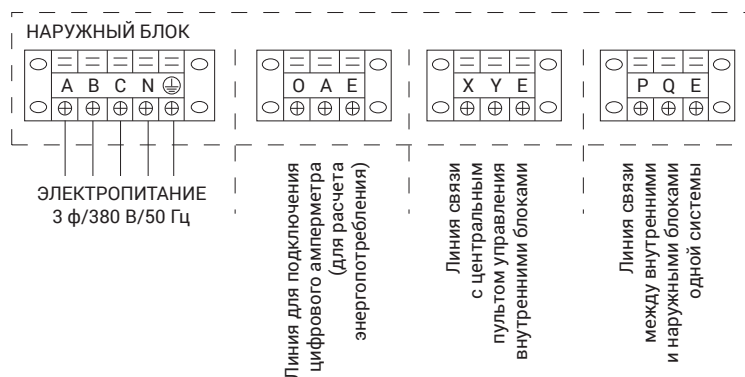 НАРУЖНЫЙ БЛОК
A B C N
O A E
X Y E
P Q E
ЭЛЕКТРОПИТАНИЕ
3 ф/380 В/50 Гц
Линия для подключения
цифрового амперметра
(для расчета
энергопотребления)
Линия связи
с центральным
пультом управления
внутренними блоками
Линия связи
между внутренними
и наружными блоками
одной системы